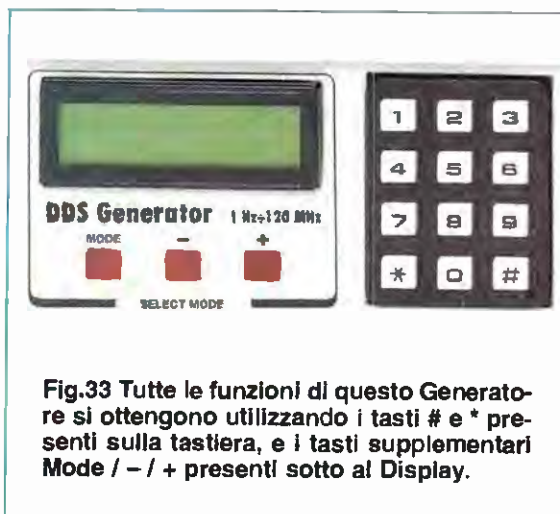 DDS Generator 1 Hz÷120 MHz
MODE - +
SELECT MODE
1 2 3
4 5 6
7 8 9
* 0 #
Fig.33 Tutte le funzioni di questo Generato-
re si ottengono utilizzando i tasti # e * pre-
senti sulla tastiera, e i tasti supplementari
Mode / – / + presenti sotto al Display.